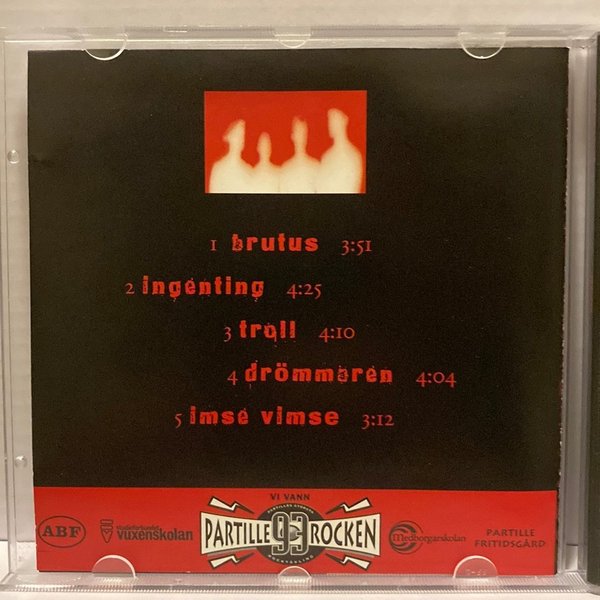 1 brutus 3:51
2 ingenting 4:25
3 troll 4:10
4 drömmaren 4:04
5 imse vimse 3:12
VI VANN
ABF
studieförbundet
vuxenskolan
PARTILLE 93 ROCKEN
Medborgarskolan
PARTILLE
FRITIDSGÅRD